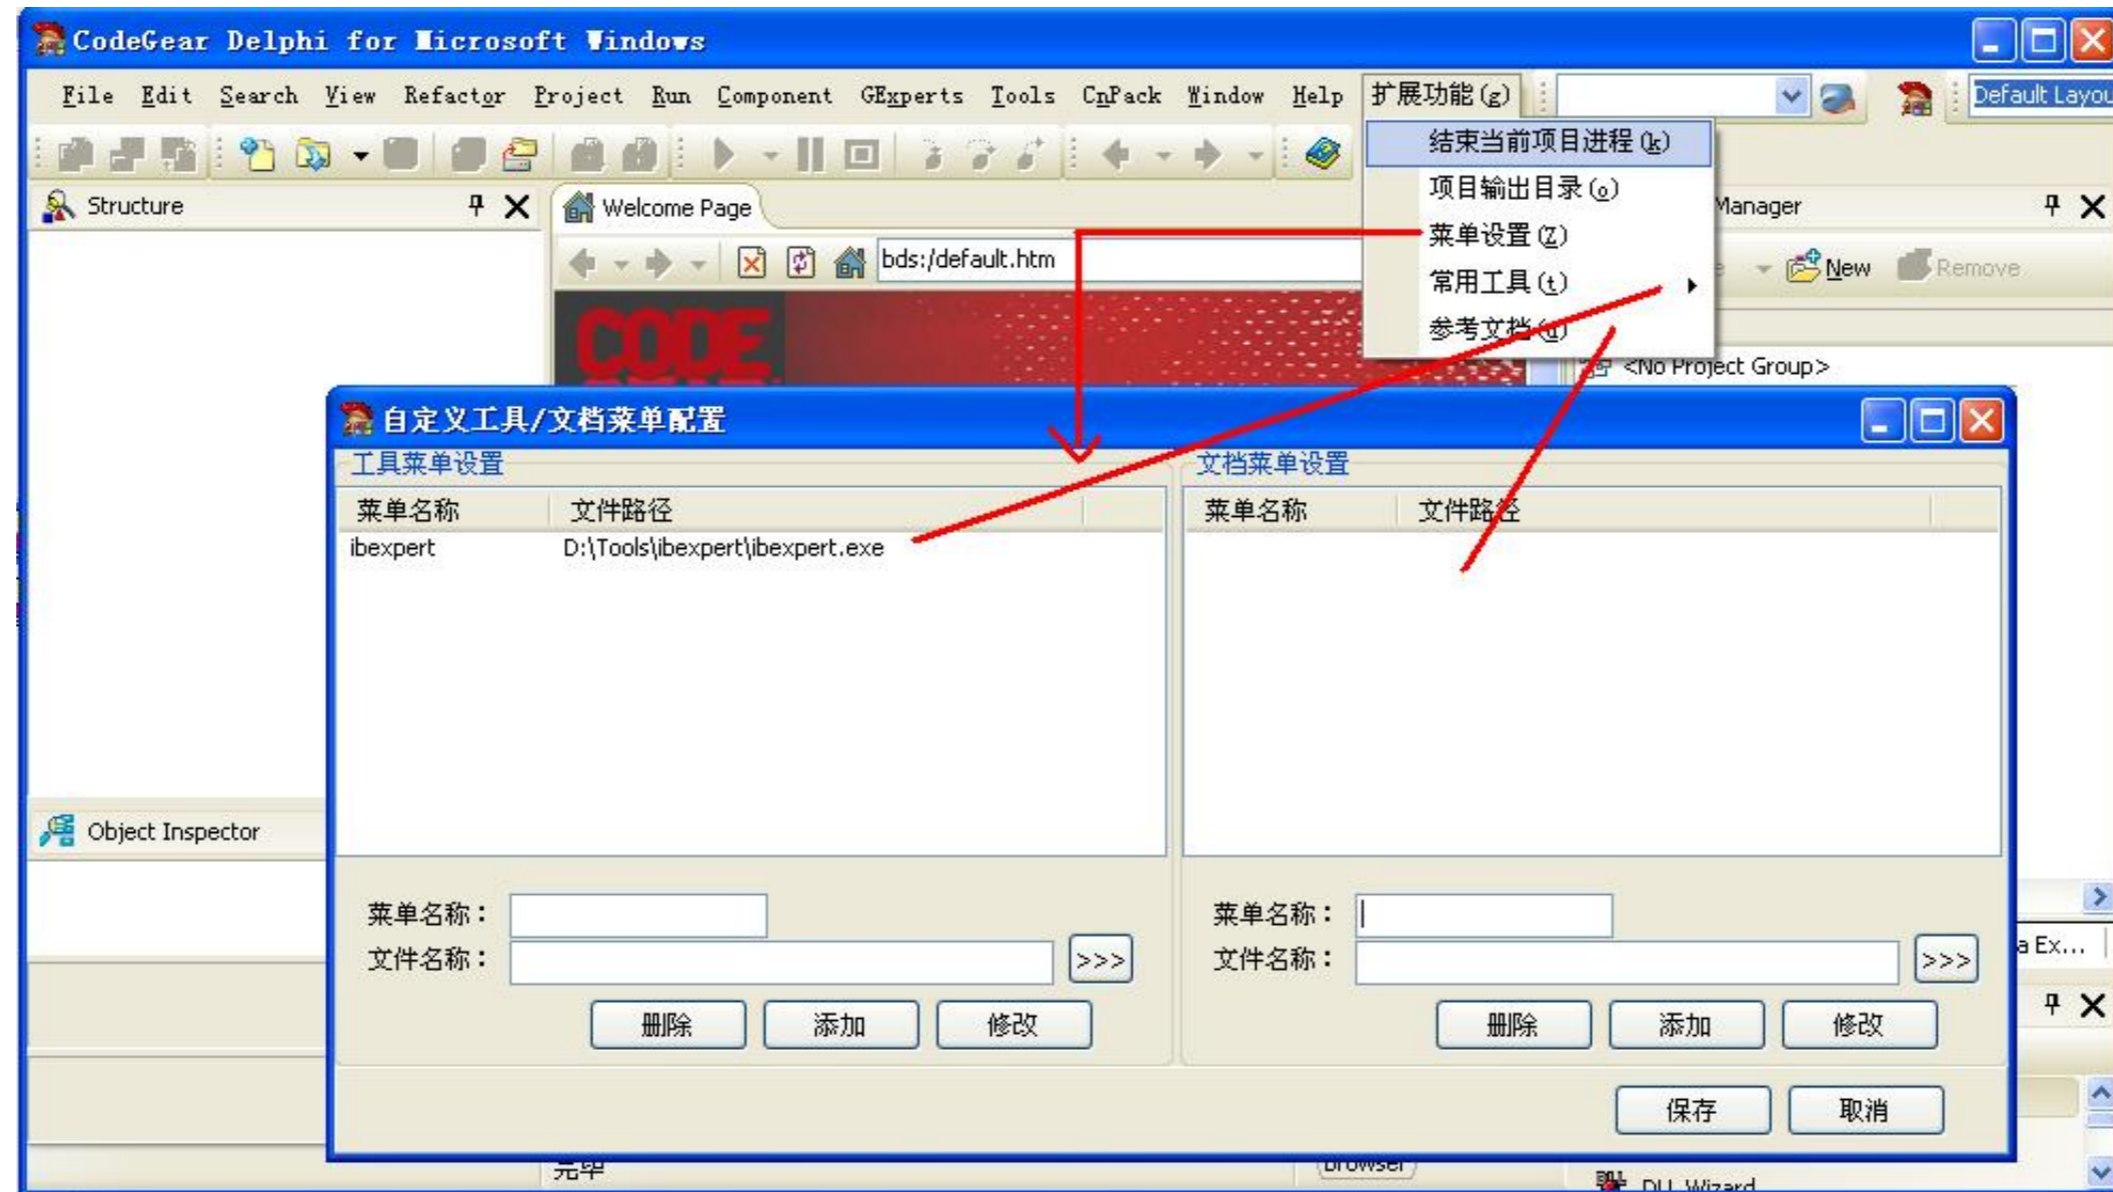 CodeGear Delphi for Microsoft Windows
File Edit Search View Refactor Project Run Component GExperts Tools CnPack Window Help 扩展功能(g) Default Layou
结束当前项目进程(k)
项目输出目录(o)
菜单设置(Z)
常用工具(t)
参考文档(d)
Structure
Welcome Page
Manager
bds:/default.htm
New Remove
CODE
GEAR
<No Project Group>
自定义工具/文档菜单配置
工具菜单设置 文档菜单设置
菜单名称 文件路径 菜单名称 文件路径
ibexpert D:\Tools\ibexpert\ibexpert.exe
Object Inspector
菜单名称： 菜单名称：
文件名称： >>> 文件名称： >>>
a Ex...
删除 添加 修改 删除 添加 修改
保存 取消
完毕 browser
DLL Wizard